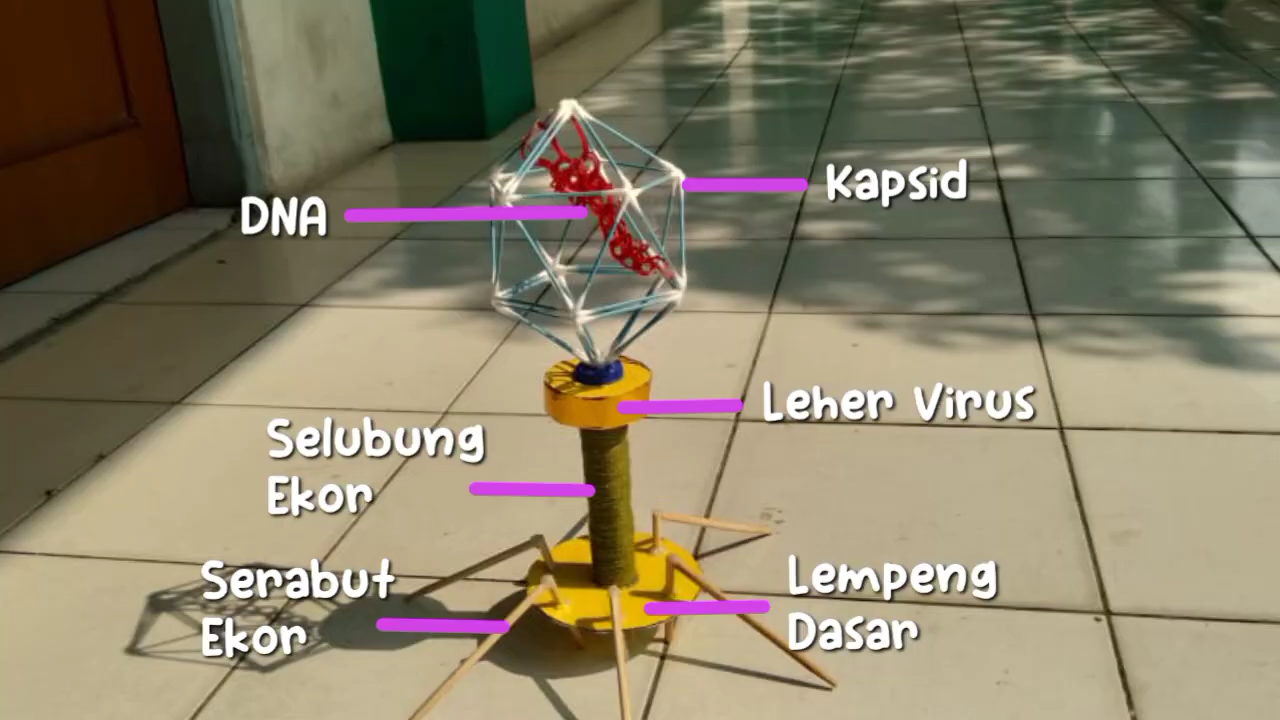 Kapsid
DNA
Leher Virus
Selubung
Ekor
Serabut
Ekor
Lempeng
Dasar